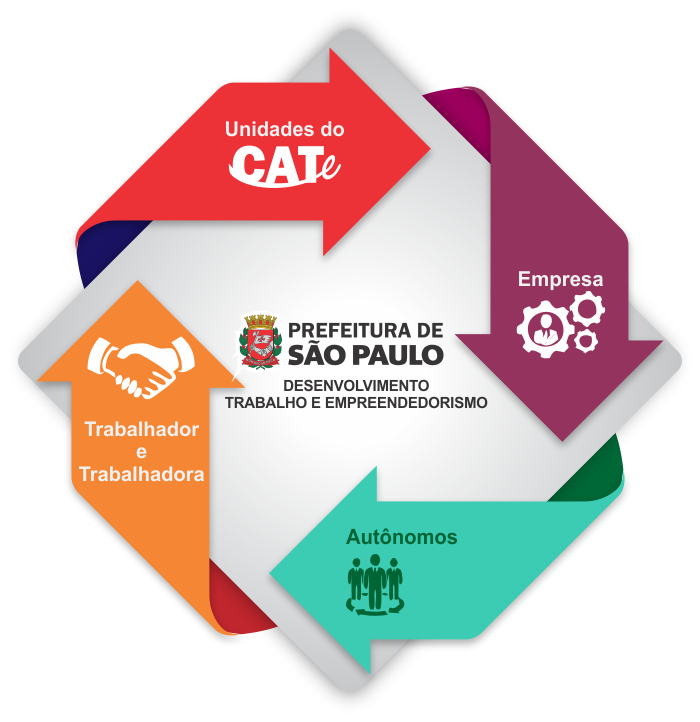 Unidades do
CATe
Empresa
PREFEITURA DE
SÃO PAULO
DESENVOLVIMENTO
TRABALHO E EMPREENDEDORISMO
Trabalhador
e
Trabalhadora
Autônomos